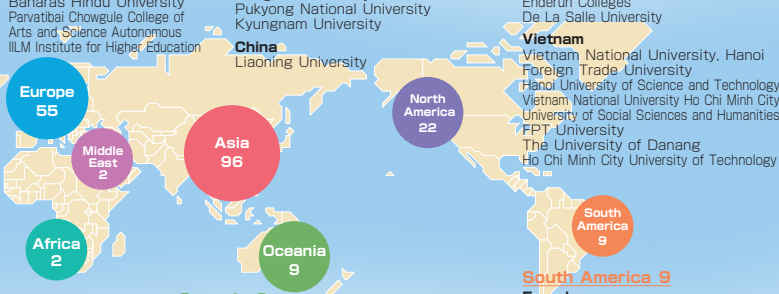 Banaras Hindu University
Parvatibai Chowgule College of
Arts and Science Autonomous
IILM Institute for Higher Education
Pukyong National University
Kyungnam University
China
Liaoning University
Enderun Colleges
De La Salle University
Vietnam
Vietnam National University, Hanoi
Foreign Trade University
Hanoi University of Science and Technology
Vietnam National University Ho Chi Minh City
University of Social Sciences and Humanities
FPT University
The University of Danang
Ho Chi Minh City University of Technology
Europe
55
Middle
East
2
Asia
96
North
America
22
Africa
2
Oceania
9
South
America
9
South America 9